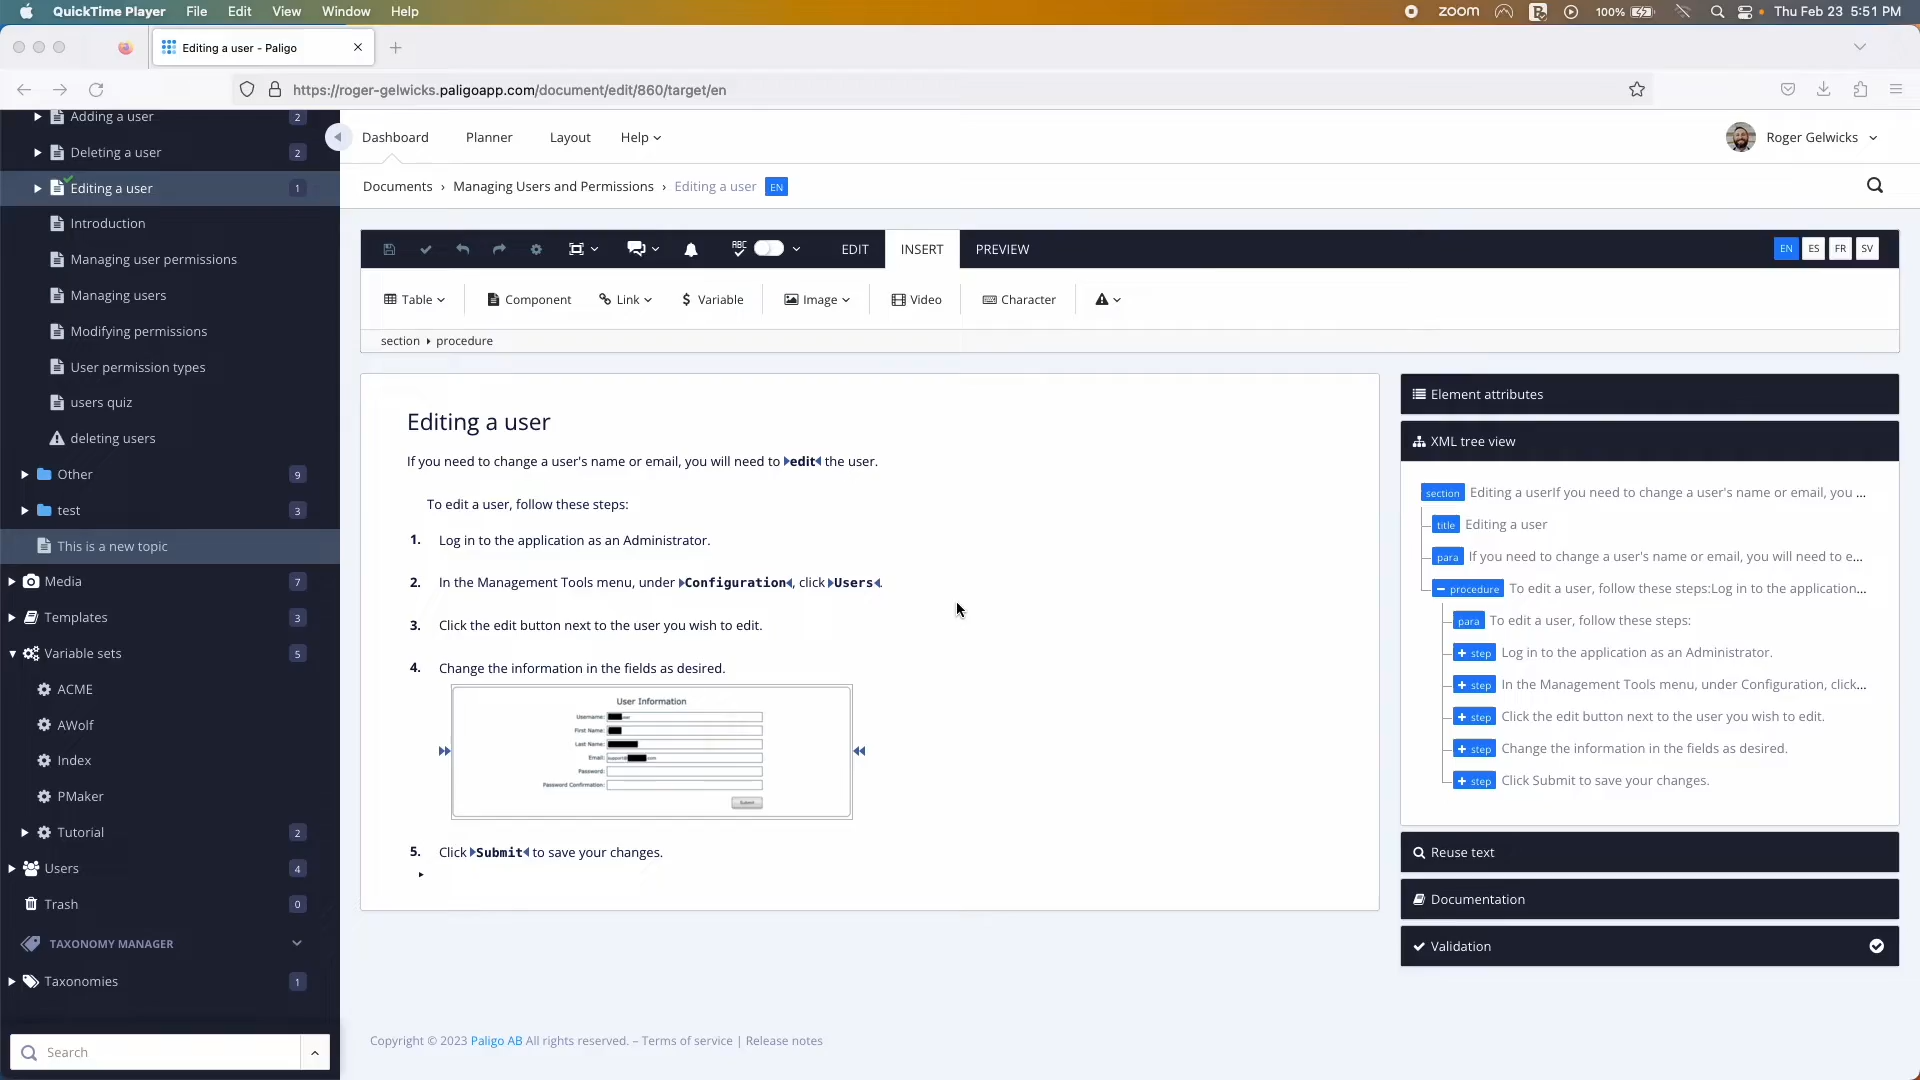 QuickTime Player File Edit View Window Help
zoom 100% Thu Feb 23 5:51 PM
Editing a user - Paligo
https://roger-gelwicks.paligoapp.com/document/edit/860/target/en
Adding a user 2
Deleting a user 2
Editing a user 1
Introduction
Managing user permissions
Managing users
Modifying permissions
User permission types
users quiz
deleting users
Other 9
test 3
This is a new topic
Media 7
Templates 3
Variable sets 5
ACME
AWolf
Index
PMaker
Tutorial 2
Users 4
Trash 0
TAXONOMY MANAGER
Taxonomies 1
Search
Dashboard Planner Layout Help
Roger Gelwicks
Documents › Managing Users and Permissions › Editing a user EN
ABC EDIT INSERT PREVIEW
EN ES FR SV
Table Component Link $ Variable Image Video Character
section procedure
Editing a user
If you need to change a user's name or email, you will need to edit the user.
To edit a user, follow these steps:
1. Log in to the application as an Administrator.
2. In the Management Tools menu, under Configuration, click Users.
3. Click the edit button next to the user you wish to edit.
4. Change the information in the fields as desired.
User Information
Username:
First Name:
Last Name:
Email:
Password:
Password Confirmation:
Submit
5. Click Submit to save your changes.
Element attributes
XML tree view
section Editing a userIf you need to change a user's name or email, you ...
title Editing a user
para If you need to change a user's name or email, you will need to e...
procedure To edit a user, follow these steps:Log in to the application...
para To edit a user, follow these steps:
step Log in to the application as an Administrator.
step In the Management Tools menu, under Configuration, click...
step Click the edit button next to the user you wish to edit.
step Change the information in the fields as desired.
step Click Submit to save your changes.
Reuse text
Documentation
Validation
Copyright © 2023 Paligo AB All rights reserved. – Terms of service | Release notes